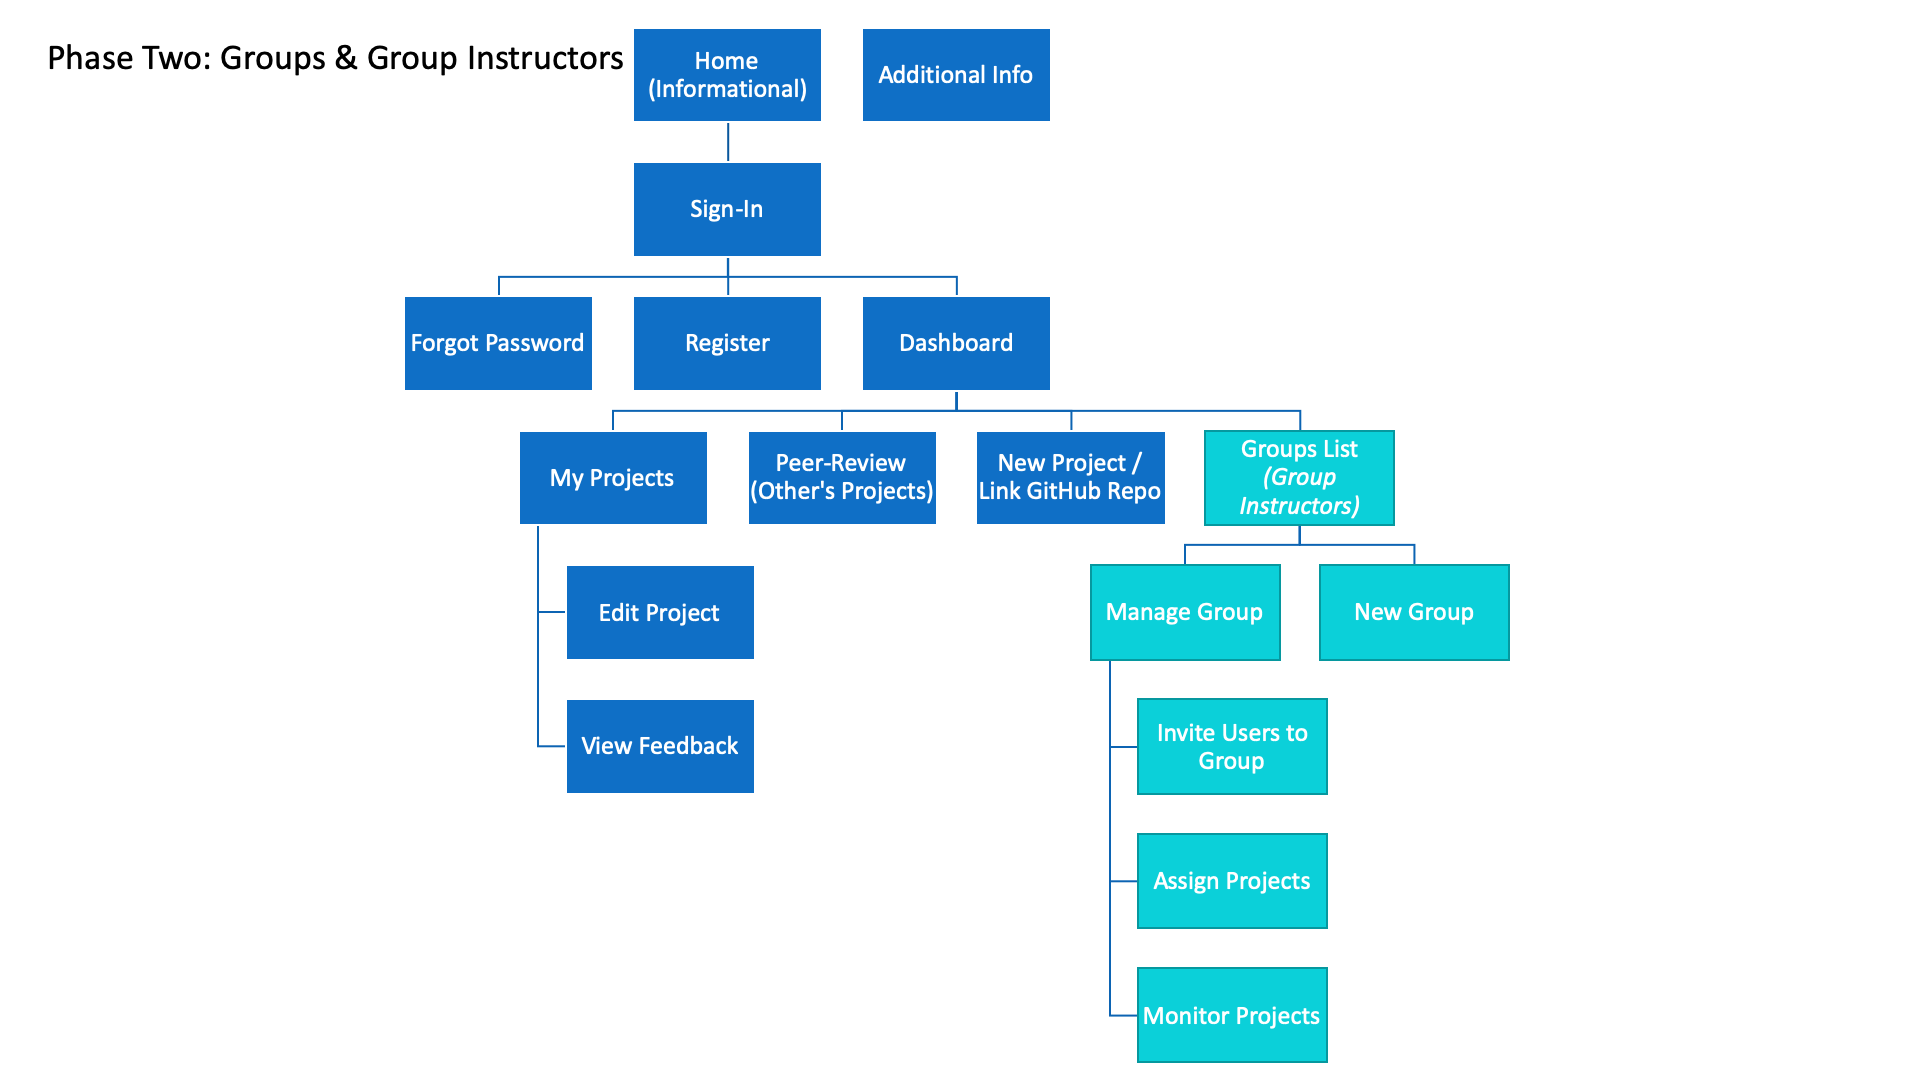 Phase Two: Groups & Group Instructors
Home
(Informational)
Additional Info
Sign-In
Forgot Password
Register
Dashboard
My Projects
Peer-Review
(Other's Projects)
New Project /
Link GitHub Repo
Groups List
(Group
Instructors)
Edit Project
View Feedback
Manage Group
New Group
Invite Users to
Group
Assign Projects
Monitor Projects